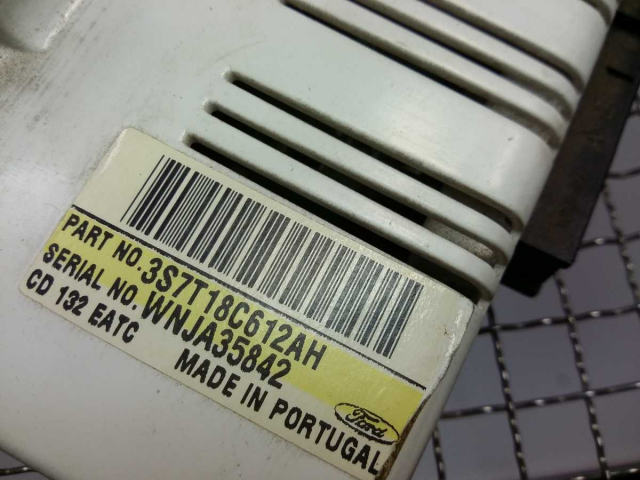 PART NO. 3S7T18C612AH
SERIAL NO. WNJA35842
CD 132 EATC
MADE IN PORTUGAL
Ford